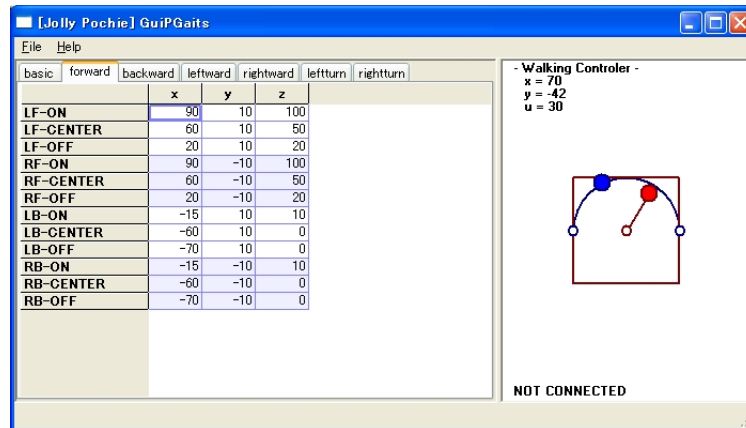 [Jolly Pochie] GuiPGaits
File Help
basic forward backward leftward rightward leftturn rightturn
x y z
LF-ON 90 10 100
LF-CENTER 60 10 50
LF-OFF 20 10 20
RF-ON 90 -10 100
RF-CENTER 60 -10 50
RF-OFF 20 -10 20
LB-ON -15 10 10
LB-CENTER -60 10 0
LB-OFF -70 10 0
RB-ON -15 -10 10
RB-CENTER -60 -10 0
RB-OFF -70 -10 0
- Walking Controler -
x = 70
y = -42
u = 30
NOT CONNECTED